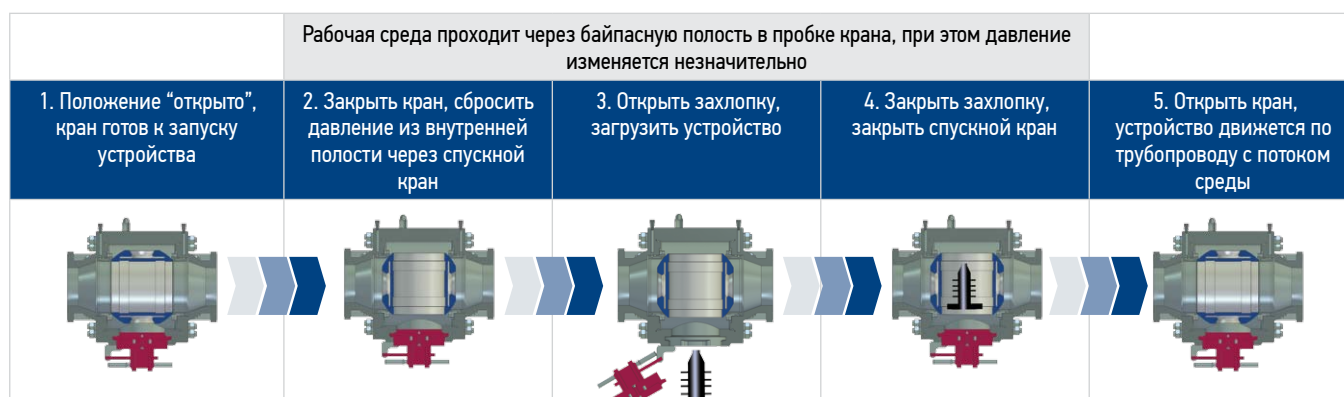 Рабочая среда проходит через байпасную полость в пробке крана, при этом давление
изменяется незначительно
1. Положение “открыто”,
кран готов к запуску
устройства
2. Закрыть кран, сбросить
давление из внутренней
полости через спускной
кран
3. Открыть захлопку,
загрузить устройство
4. Закрыть захлопку,
закрыть спускной кран
5. Открыть кран,
устройство движется по
трубопроводу с потоком
среды